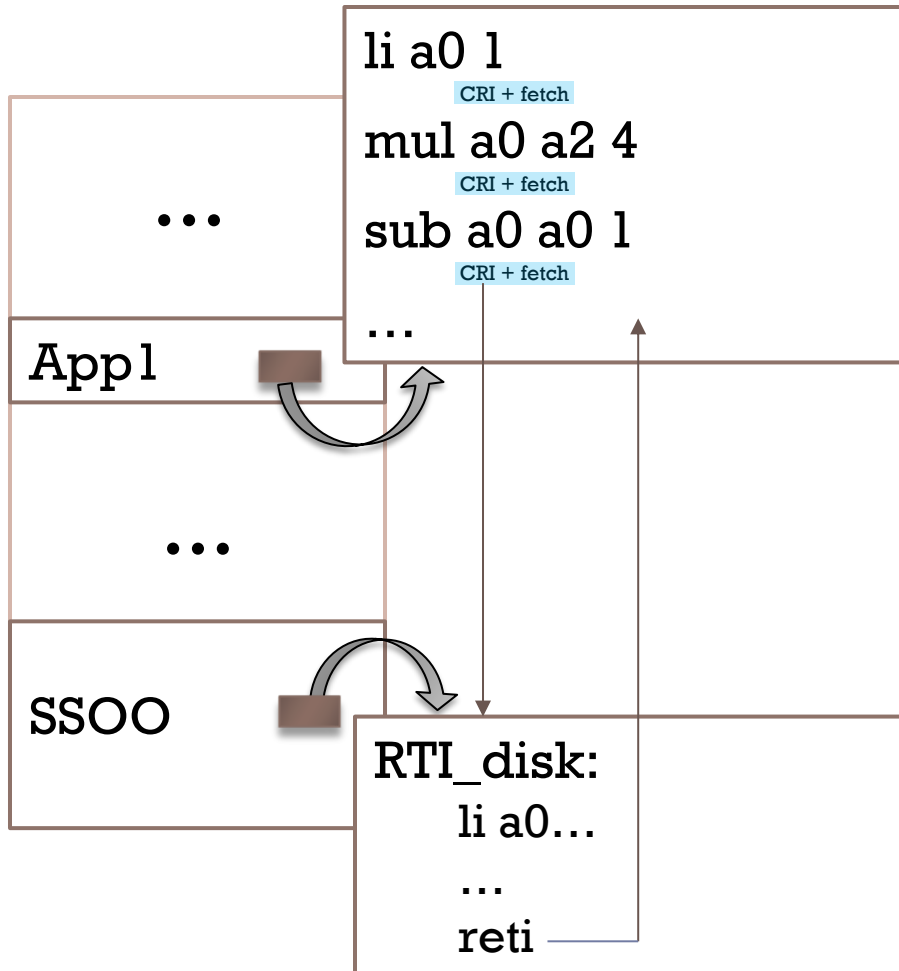 li a0 1
CRI + fetch
mul a0 a2 4
CRI + fetch
sub a0 a0 1
CRI + fetch
...
...
App1
...
SSOO
RTI_disk:
li a0...
...
reti